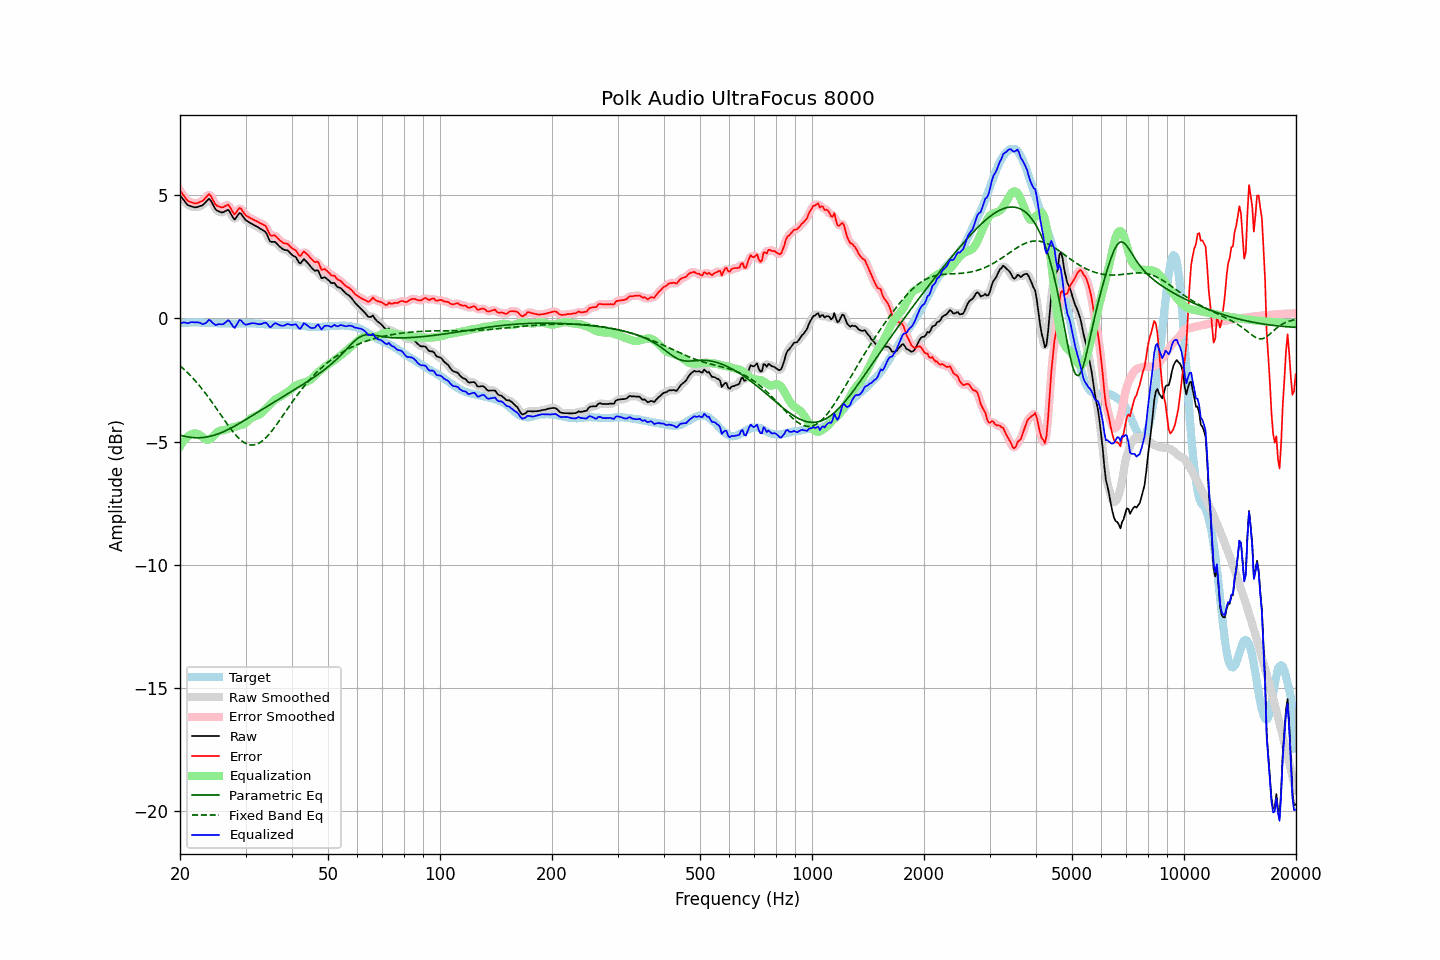 Polk Audio UltraFocus 8000
Amplitude (dBr)
5
0
−5
−10
−15
−20
Target
Raw Smoothed
Error Smoothed
Raw
Error
Equalization
Parametric Eq
Fixed Band Eq
Equalized
20
50
100
200
500
1000
2000
5000
10000
20000
Frequency (Hz)